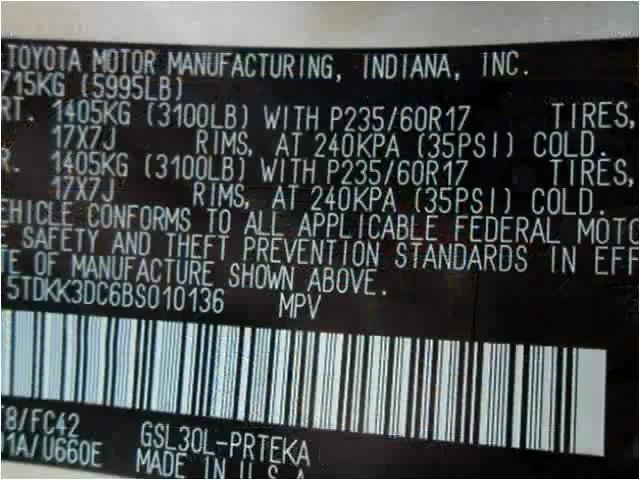 TOYOTA MOTOR MANUFACTURING, INDIANA, INC.
715KG (5995LB)
RT. 1405KG (3100LB) WITH P235/60R17 TIRES,
17X7J RIMS, AT 240KPA (35PSI) COLD.
R. 1405KG (3100LB) WITH P235/60R17 TIRES,
17X7J RIMS, AT 240KPA (35PSI) COLD.
EHICLE CONFORMS TO ALL APPLICABLE FEDERAL MOTO
E SAFETY AND THEFT PREVENTION STANDARDS IN EFF
TE OF MANUFACTURE SHOWN ABOVE.
5TDKK3DC6BS010136 MPV
B/FC42 GSL30L-PRTEKA
01A/U660E MADE IN U.S.A